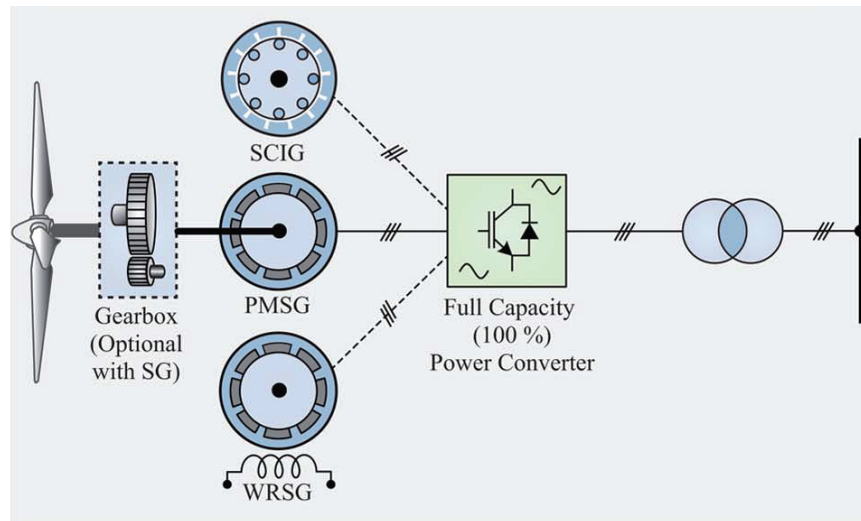 SCIG
PMSG
Gearbox
(Optional
with SG)
Full Capacity
(100 %)
Power Converter
WRSG